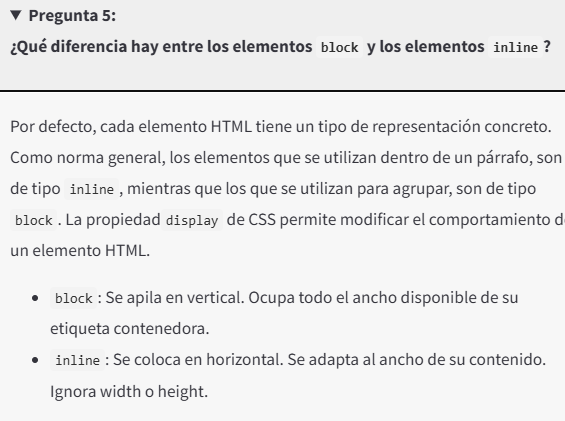 ▼ Pregunta 5:
¿Qué diferencia hay entre los elementos block y los elementos inline ?
Por defecto, cada elemento HTML tiene un tipo de representación concreto.
Como norma general, los elementos que se utilizan dentro de un párrafo, son
de tipo inline , mientras que los que se utilizan para agrupar, son de tipo
block . La propiedad display de CSS permite modificar el comportamiento d
un elemento HTML.
• block : Se apila en vertical. Ocupa todo el ancho disponible de su
etiqueta contenedora.
• inline : Se coloca en horizontal. Se adapta al ancho de su contenido.
Ignora width o height.